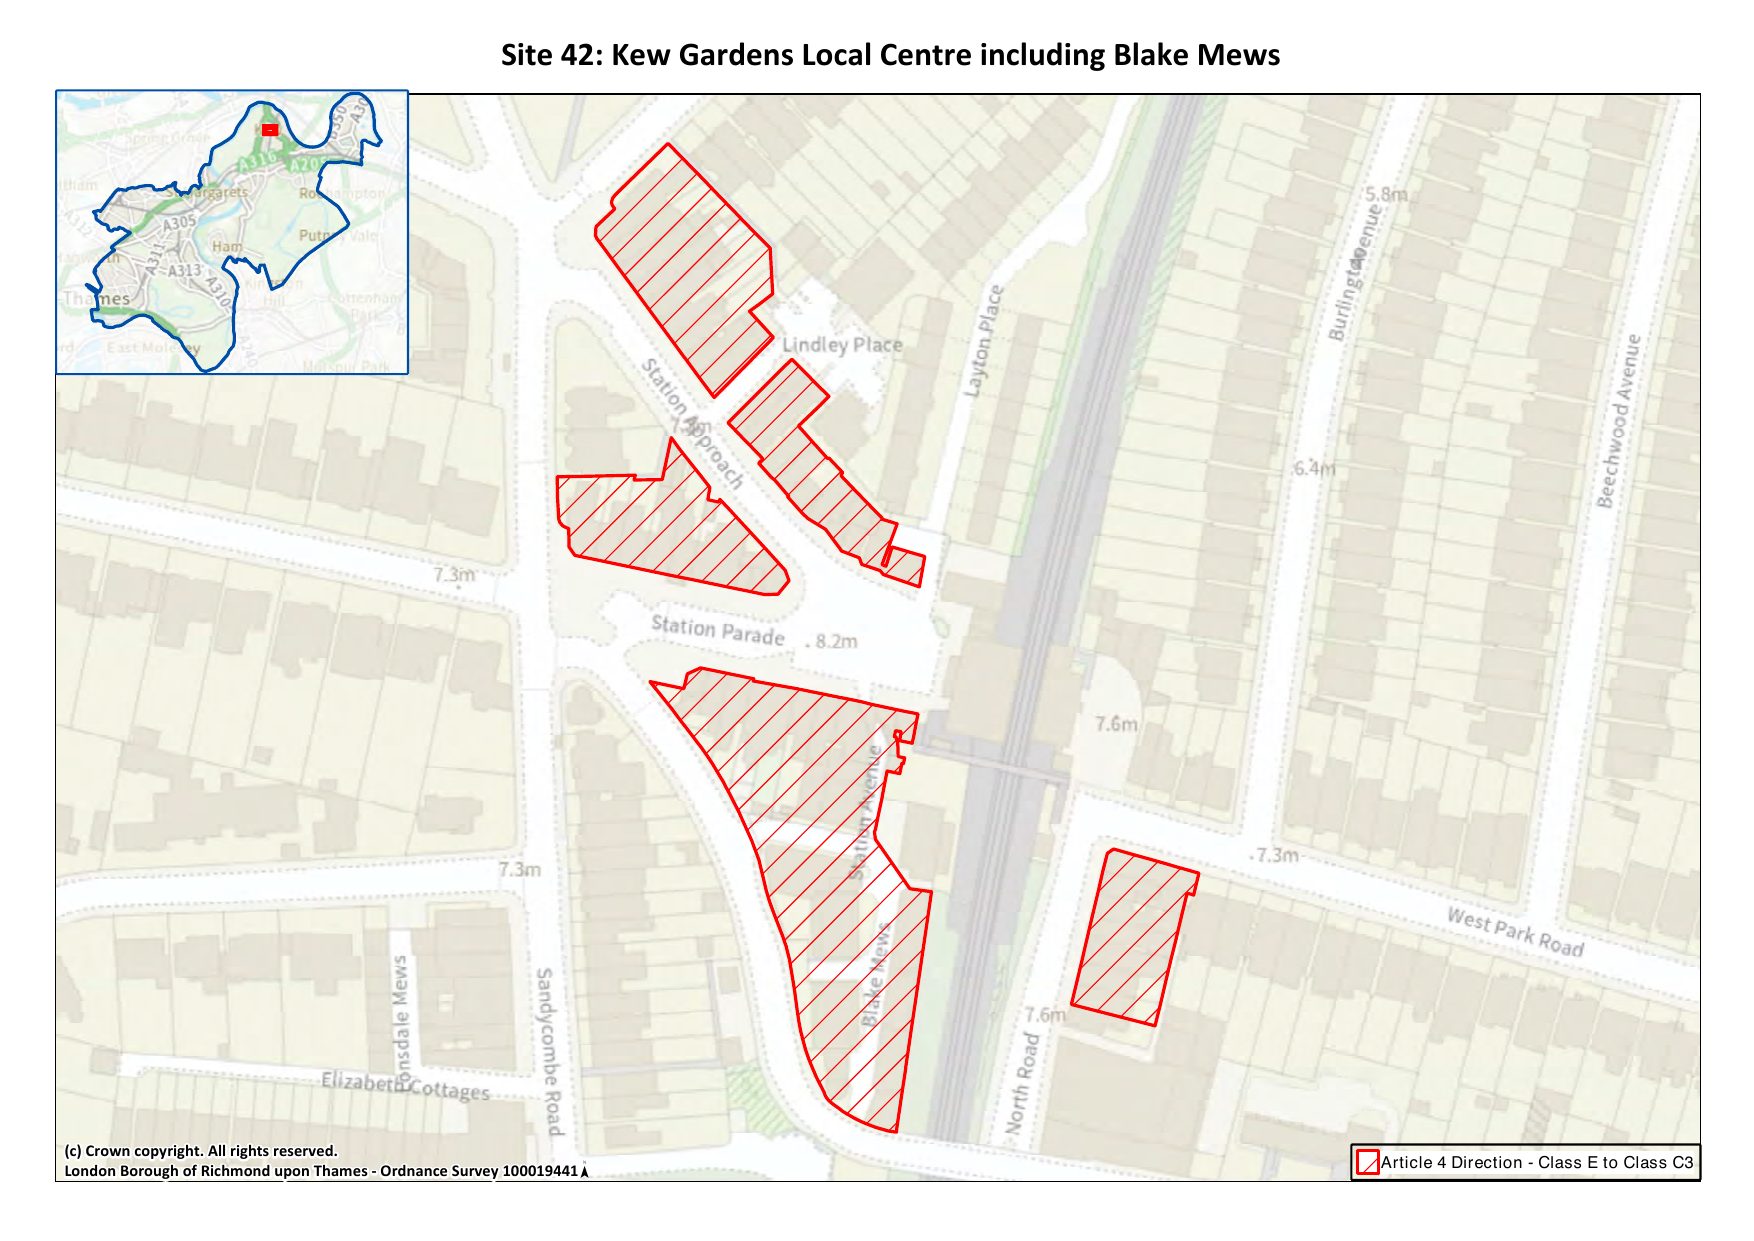 Site 42: Kew Gardens Local Centre including Blake Mews
A316
A205
A305
Ham
A311
A313
A310
Thames
5.8m
Burlington Avenue
Lindley Place
Layton Place
Station Approach
Beechwood Avenue
6.4m
7.3m
Station Parade
8.2m
7.6m
Station Avenue
7.3m
7.3m
West Park Road
Blake Mews
Sandycombe Road
Lonsdale Mews
7.6m
North Road
Elizabeth Cottages
(c) Crown copyright. All rights reserved.
London Borough of Richmond upon Thames - Ordnance Survey 100019441
Article 4 Direction - Class E to Class C3